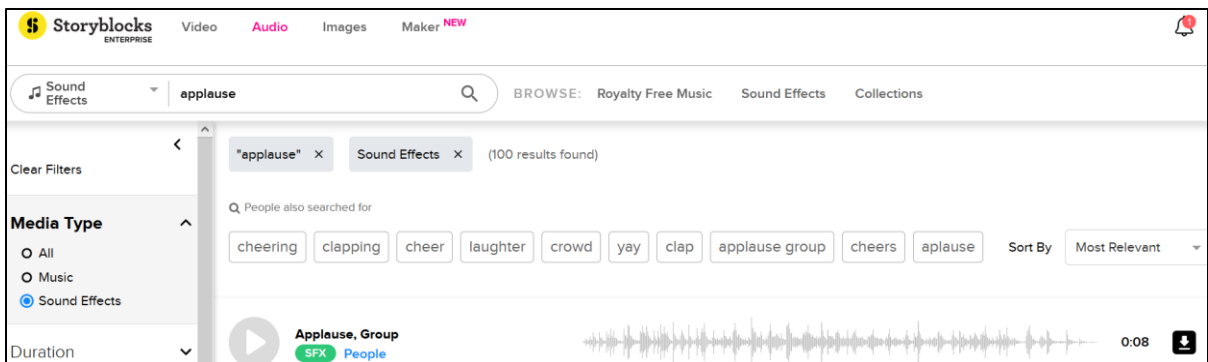 Storyblocks
ENTERPRISE
Video Audio Images Maker NEW
1
Sound
Effects
applause
BROWSE: Royalty Free Music Sound Effects Collections
Clear Filters
"applause" × Sound Effects × (100 results found)
People also searched for
Media Type
cheering clapping cheer laughter crowd yay clap applause group cheers aplause Sort By Most Relevant
All
Music
Sound Effects
Duration
Applause, Group
SFX People
0:08